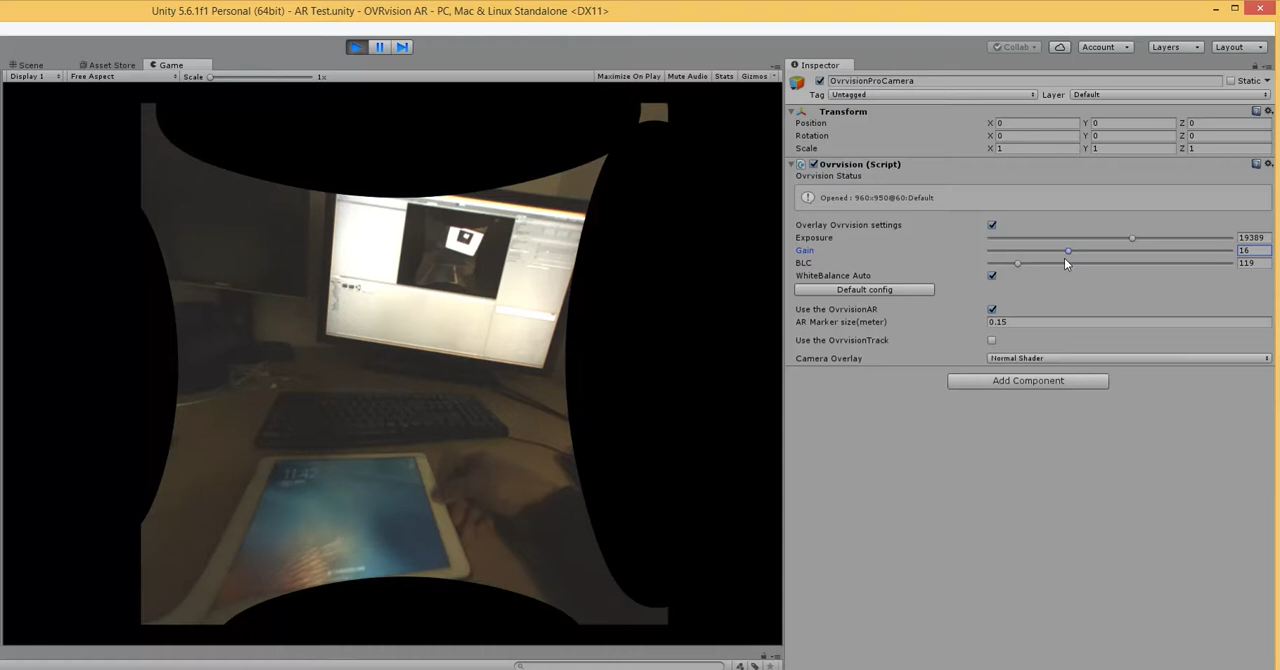 Unity 5.6.1f1 Personal (64bit) - AR Test.unity - OVRvision AR - PC, Mac & Linux Standalone <DX11>
Collab Account Layers Layout
Scene Asset Store Game
Display 1 Free Aspect Scale 1x Maximize On Play Mute Audio Stats Gizmos
Inspector
OvrvisionProCamera Static
Tag Untagged Layer Default
Transform
Position X 0 Y 0 Z 0
Rotation X 0 Y 0 Z 0
Scale X 1 Y 1 Z 1
Ovrvision (Script)
Ovrvision Status
Opened : 960x950@60:Default
Overlay Ovrvision settings
Exposure 19389
Gain 16
BLC 119
WhiteBalance Auto
Default config
Use the OvrvisionAR
AR Marker size(meter) 0.15
Use the OvrvisionTrack
Camera Overlay Normal Shader
Add Component
11:42